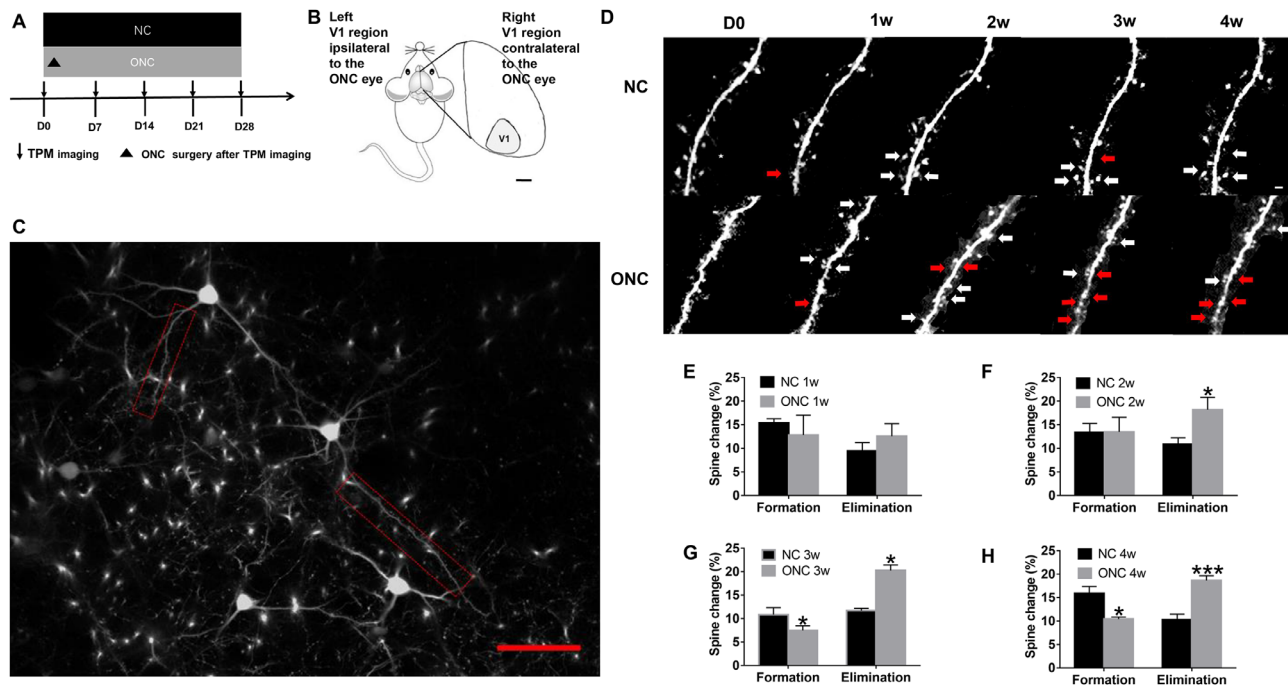 A
NC
ONC
D0 D7 D14 D21 D28
TPM imaging ONC surgery after TPM imaging
B
Left
V1 region
ipsilateral
to the
ONC eye
Right
V1 region
contralateral
to the
ONC eye
V1
C
D
D0 1w 2w 3w 4w
NC
ONC
E
Spine change (%)
25
20
15
10
5
0
NC 1w
ONC 1w
Formation Elimination
F
Spine change (%)
25
20
15
10
5
0
NC 2w
ONC 2w
*
Formation Elimination
G
Spine change (%)
25
20
15
10
5
0
NC 3w
ONC 3w
*
*
Formation Elimination
H
Spine change (%)
25
20
15
10
5
0
NC 4w
ONC 4w
*
***
Formation Elimination